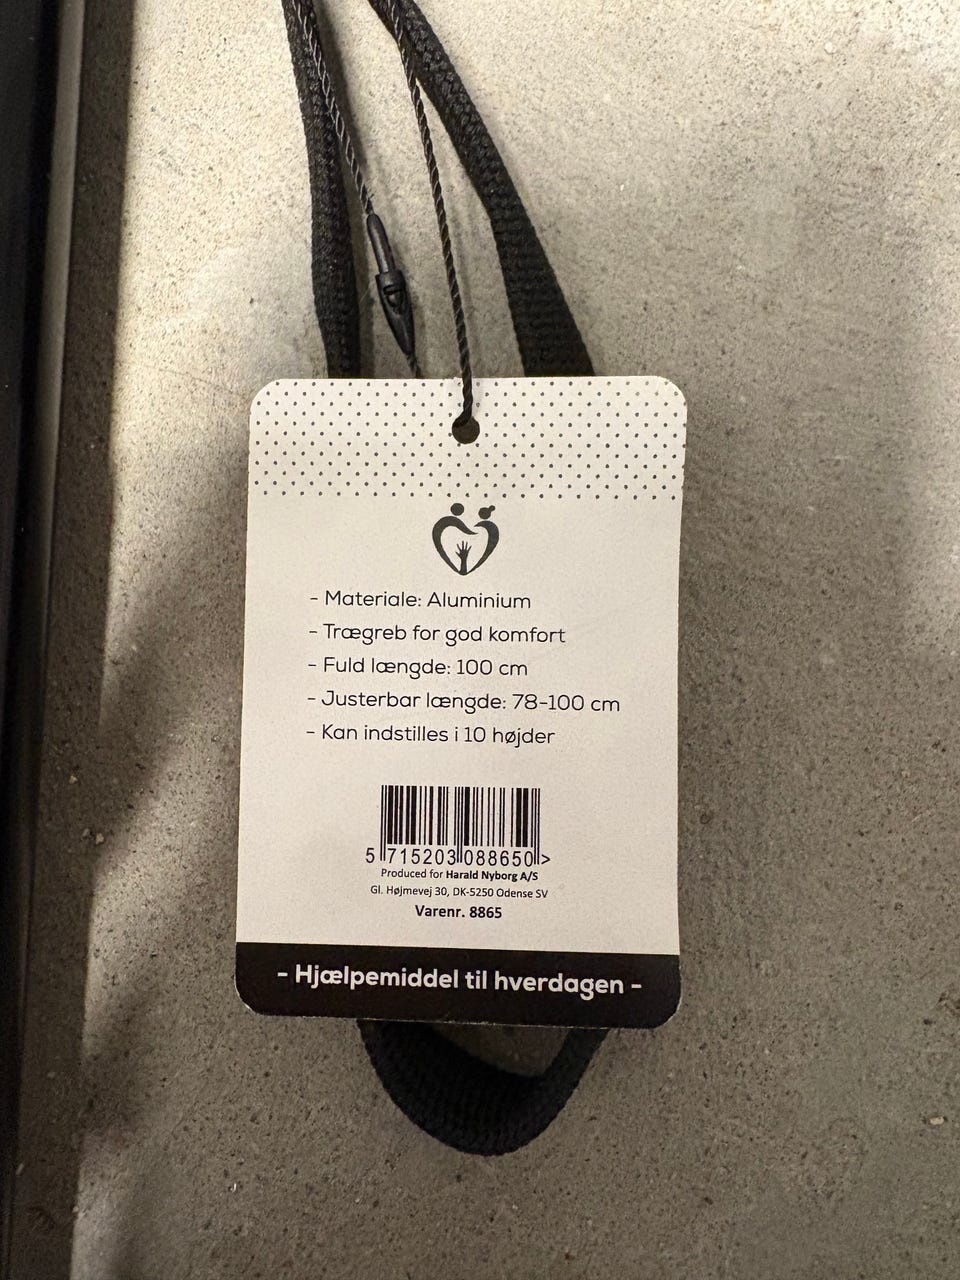 - Materiale: Aluminium
- Trægreb for god komfort
- Fuld længde: 100 cm
- Justerbar længde: 78-100 cm
- Kan indstilles i 10 højder
5 715203 088650 >
Produced for Harald Nyborg A/S
Gl. Højmevej 30, DK-5250 Odense SV
Varenr. 8865
- Hjælpemiddel til hverdagen -